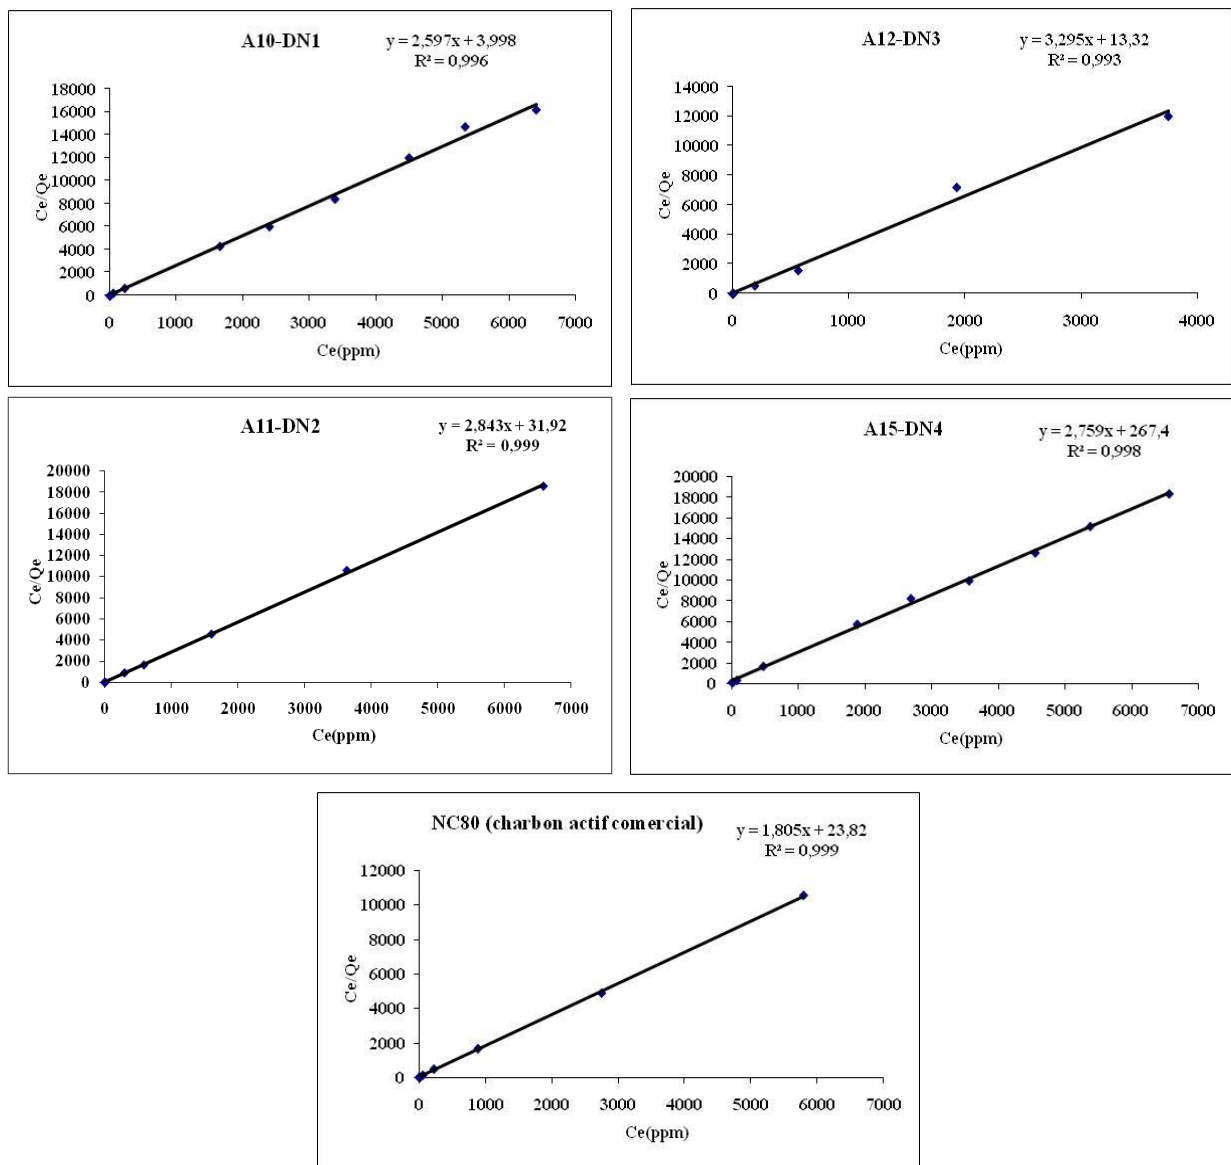 A10-DN1
y = 2,597x + 3,998
R² = 0,996
18000
16000
14000
12000
10000
8000
6000
4000
2000
0
Ce/Qe
0 1000 2000 3000 4000 5000 6000 7000
Ce(ppm)
A12-DN3
y = 3,295x + 13,32
R² = 0,993
14000
12000
10000
8000
6000
4000
2000
0
Ce/Qe
0 1000 2000 3000 4000
Ce(ppm)
A11-DN2
y = 2,843x + 31,92
R² = 0,999
20000
18000
16000
14000
12000
10000
8000
6000
4000
2000
0
Ce/Qe
0 1000 2000 3000 4000 5000 6000 7000
Ce(ppm)
A15-DN4
y = 2,759x + 267,4
R² = 0,998
20000
18000
16000
14000
12000
10000
8000
6000
4000
2000
0
Ce/Qe
0 1000 2000 3000 4000 5000 6000 7000
Ce(ppm)
NC80 (charbon actif comercial)
y = 1,805x + 23,82
R² = 0,999
12000
10000
8000
6000
4000
2000
0
Ce/Qe
0 1000 2000 3000 4000 5000 6000 7000
Ce(ppm)